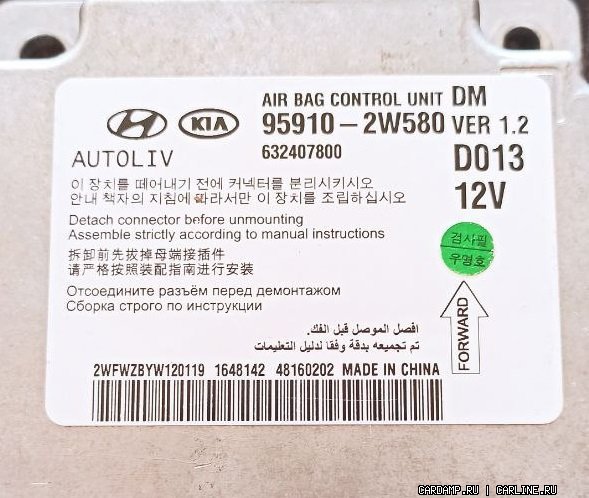 AIR BAG CONTROL UNIT DM
KIA 95910-2W580 VER 1.2
AUTOLIV 632407800 D013
12V
이 장치를 떼어내기 전에 커넥터를 분리시키시오
안내 책자의 지침에 따라서만 이 장치를 조립하십시오
Detach connector before unmounting
Assemble strictly according to manual instructions
검사필
우영호
拆卸前先拔掉母端接插件
请严格按照装配指南进行安装
Отсоедините разъём перед демонтажом
Сборка строго по инструкции
افصل الموصل قبل الفك.
تم تجميعه بدقة وفقا لدليل التعليمات
FORWARD
2WFWZBYW120119 1648142 48160202 MADE IN CHINA
CARDAMP.RU | CARLINE.RU